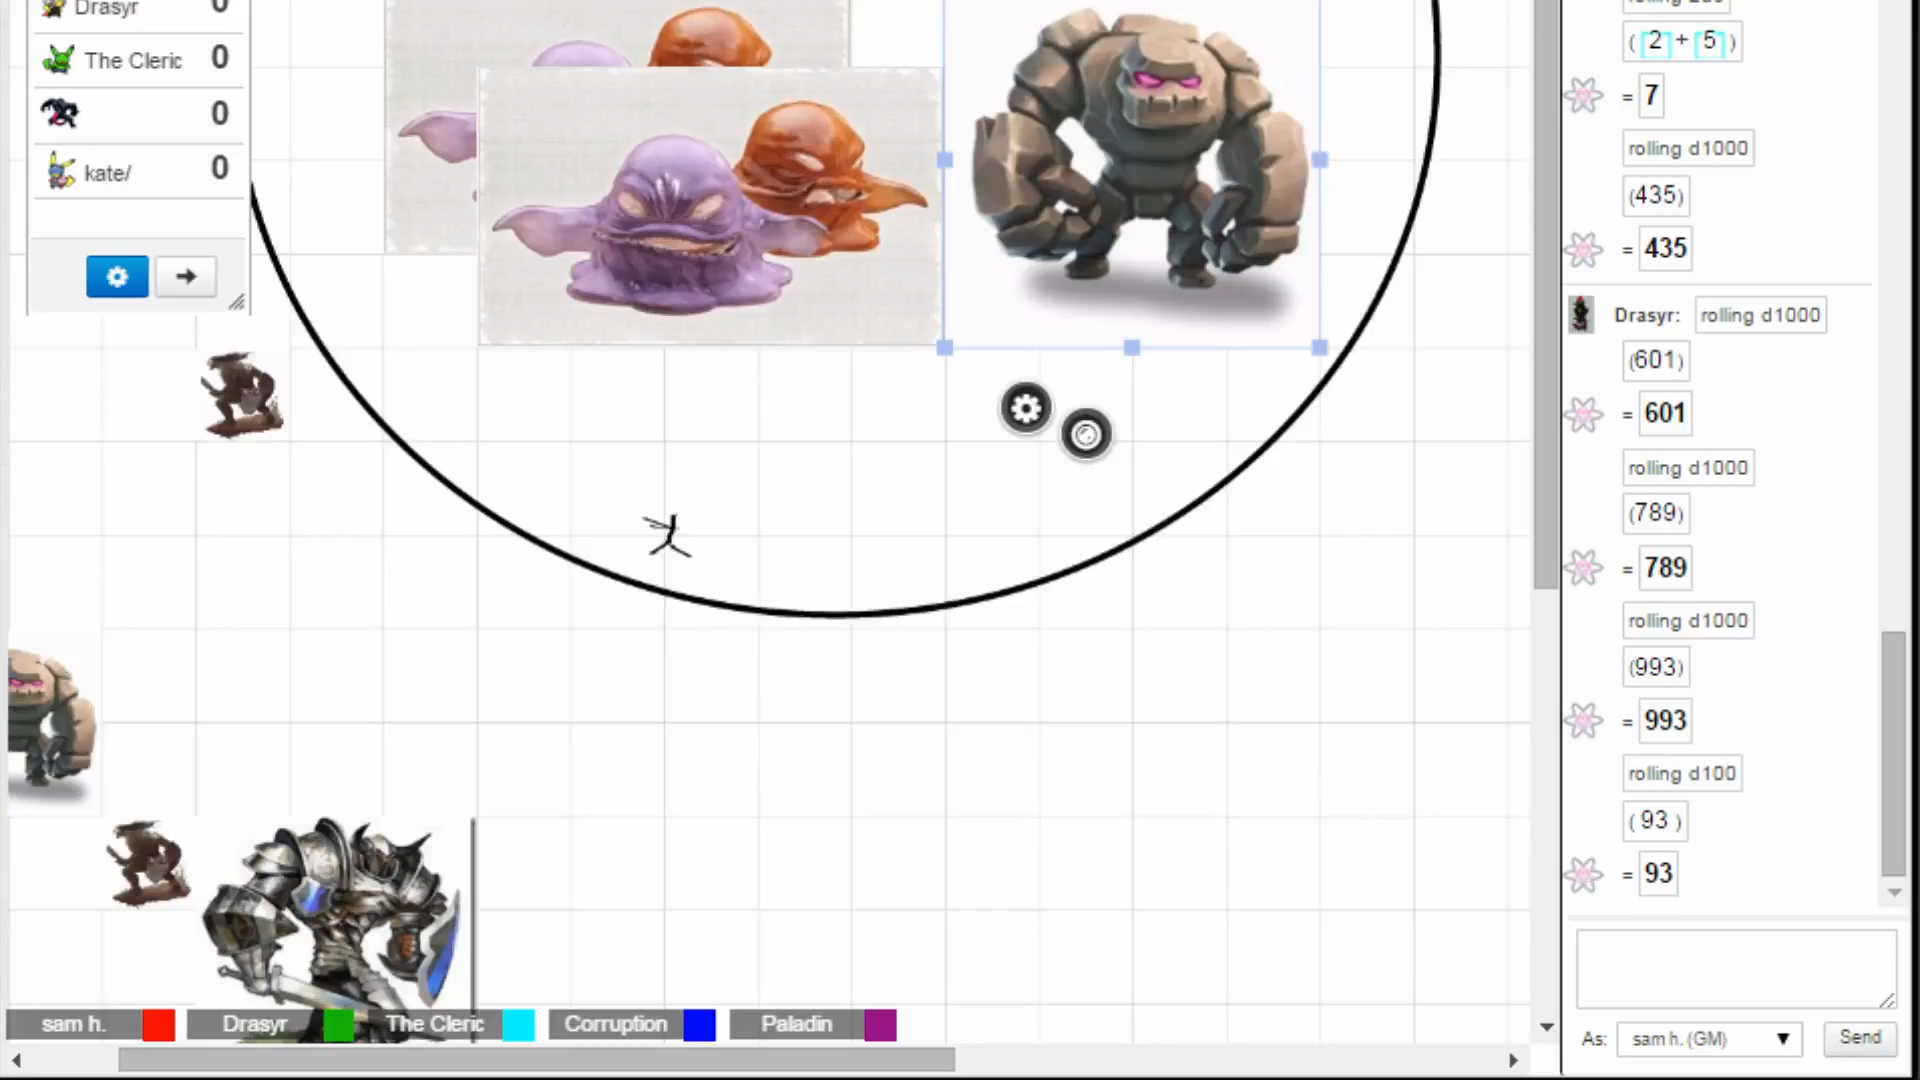 Drasyr 0
The Cleric 0
0
kate/ 0
(2+5)
= 7
rolling d1000
(435)
= 435
Drasyr: rolling d1000
(601)
= 601
rolling d1000
(789)
= 789
rolling d1000
(993)
= 993
rolling d100
( 93 )
= 93
sam h. Drasyr The Cleric Corruption Paladin
As: sam h. (GM) Send